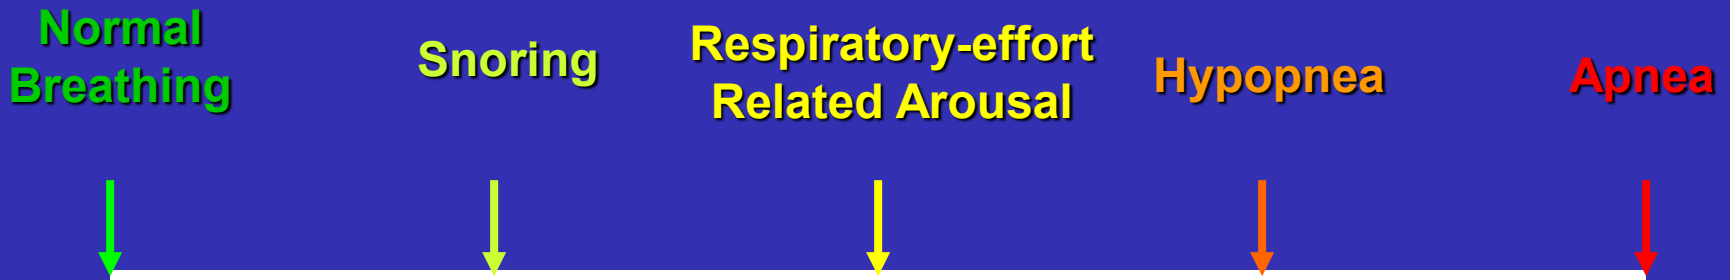 Normal
Breathing
Snoring
Respiratory-effort
Related Arousal
Hypopnea
Apnea